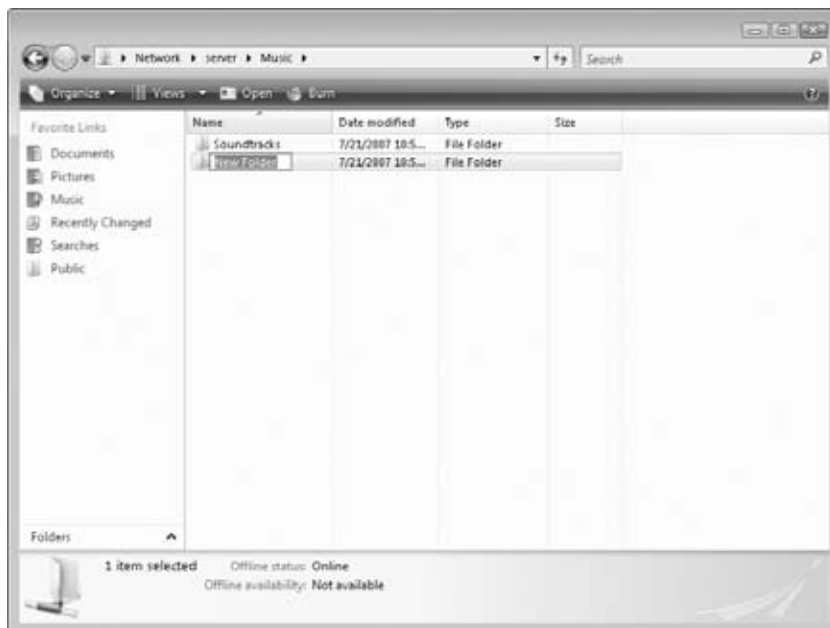 Network server Music
Search
Organize Views Open Burn
Favorite Links
Documents
Pictures
Music
Recently Changed
Searches
Public
Folders
Name Date modified Type Size
Soundtracks 7/21/2007 10:5... File Folder
New Folder 7/21/2007 10:5... File Folder
1 item selected Offline status: Online
Offline availability: Not available